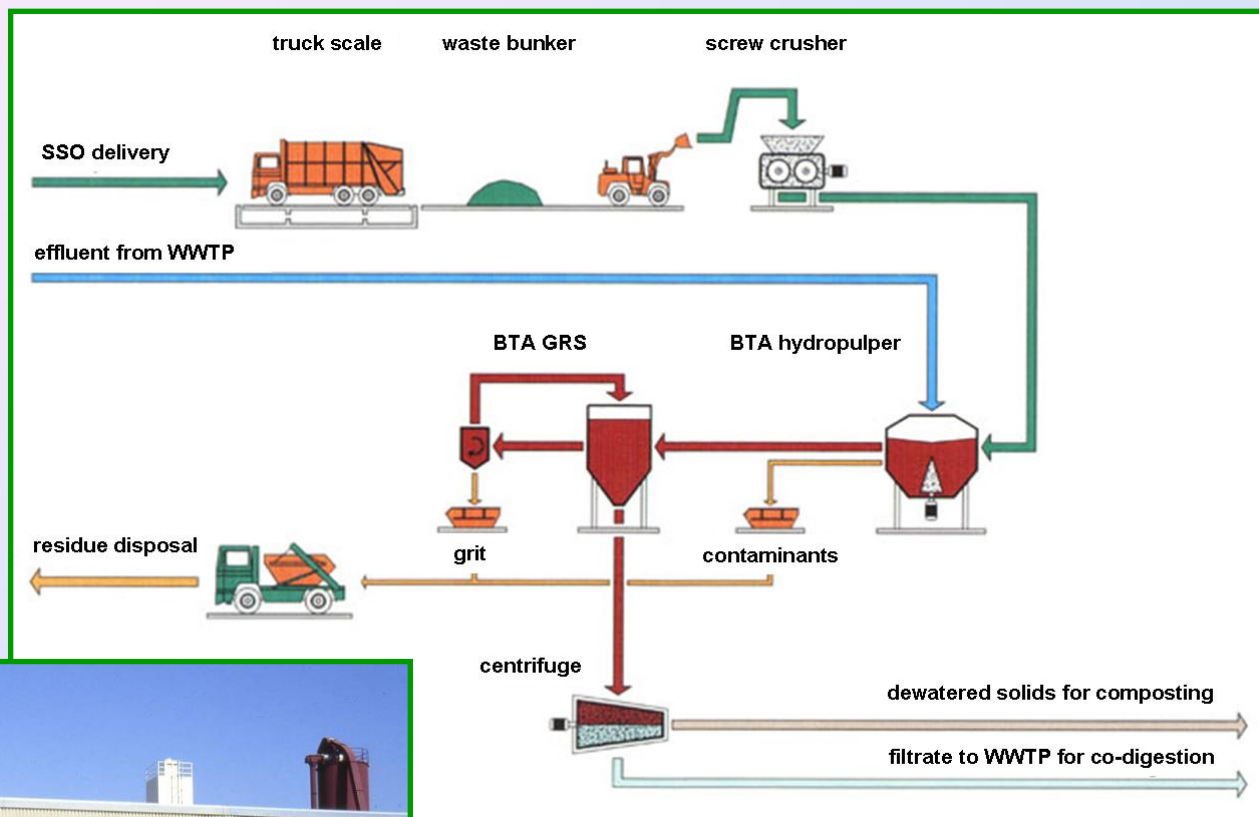 truck scale
waste bunker
screw crusher
SSO delivery
effluent from WWTP
BTA GRS
BTA hydropulper
residue disposal
grit
contaminants
centrifuge
dewatered solids for composting
filtrate to WWTP for co-digestion